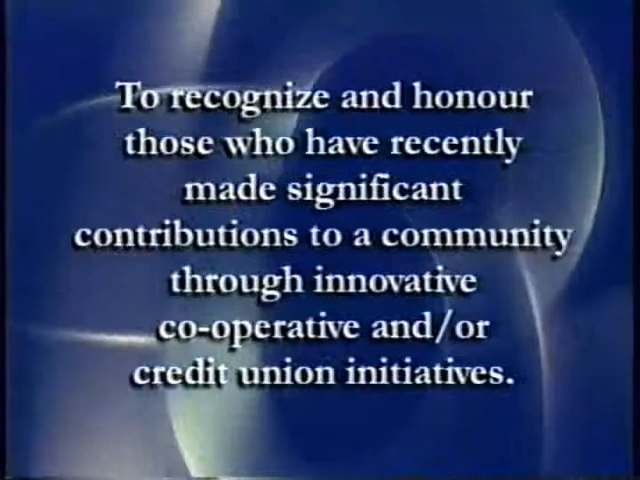 To recognize and honour
those who have recently
made significant
contributions to a community
through innovative
co-operative and/or
credit union initiatives.